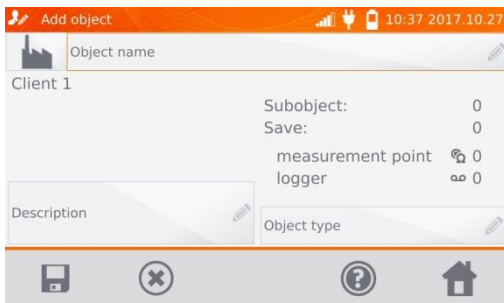 Add object
10:37 2017.10.27
Object name
Client 1
Subobject: 0
Save: 0
measurement point 0
logger 0
Description
Object type